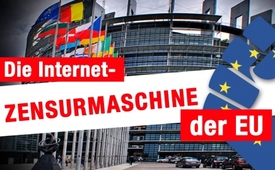 Die Internet-
ZENSURMASCHINE
der EU